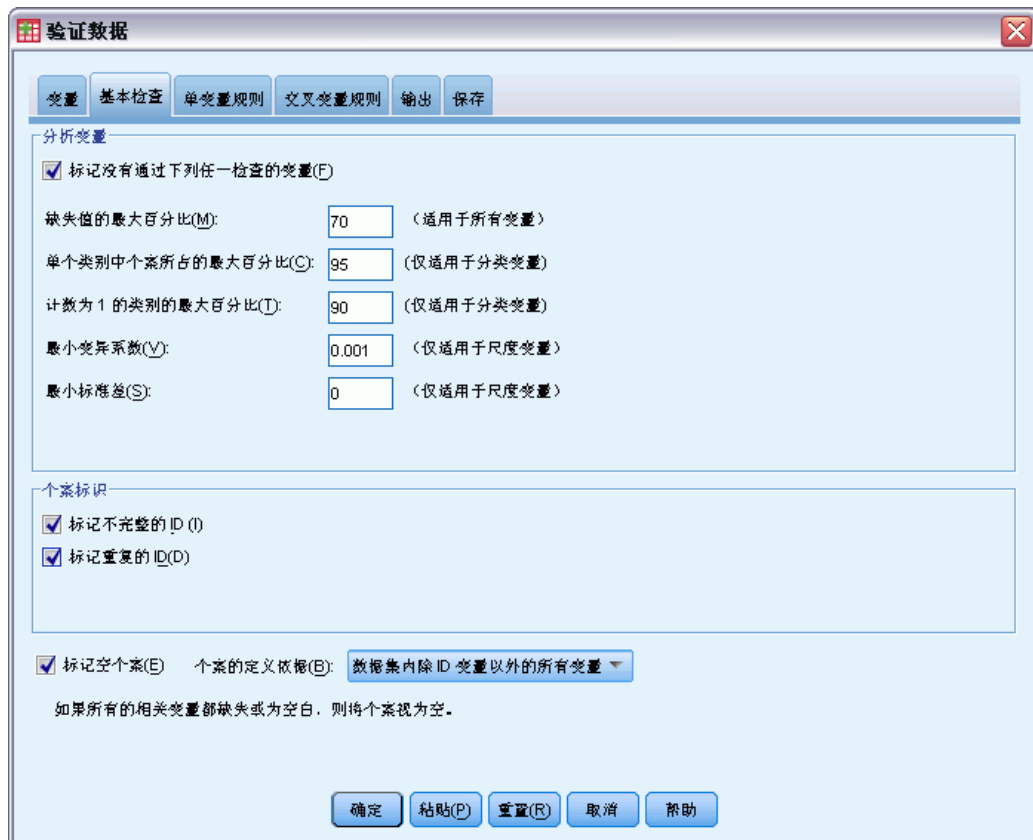 验证数据
变量 基本检查 单变量规则 交叉变量规则 输出 保存
分析变量
标记没有通过下列任一检查的变量(F)
缺失值的最大百分比(M): 70 （适用于所有变量）
单个类别中个案所占的最大百分比(C): 95 (仅适用于分类变量)
计数为 1 的类别的最大百分比(T): 90 (仅适用于分类变量)
最小变异系数(V): 0.001 （仅适用于尺度变量）
最小标准差(S): 0 （仅适用于尺度变量）
个案标识
标记不完整的 ID (I)
标记重复的 ID(D)
标记空个案(E) 个案的定义依据(B): 数据集内除 ID 变量以外的所有变量
如果所有的相关变量都缺失或为空白，则将个案视为空。
确定 粘贴(P) 重置(R) 取消 帮助